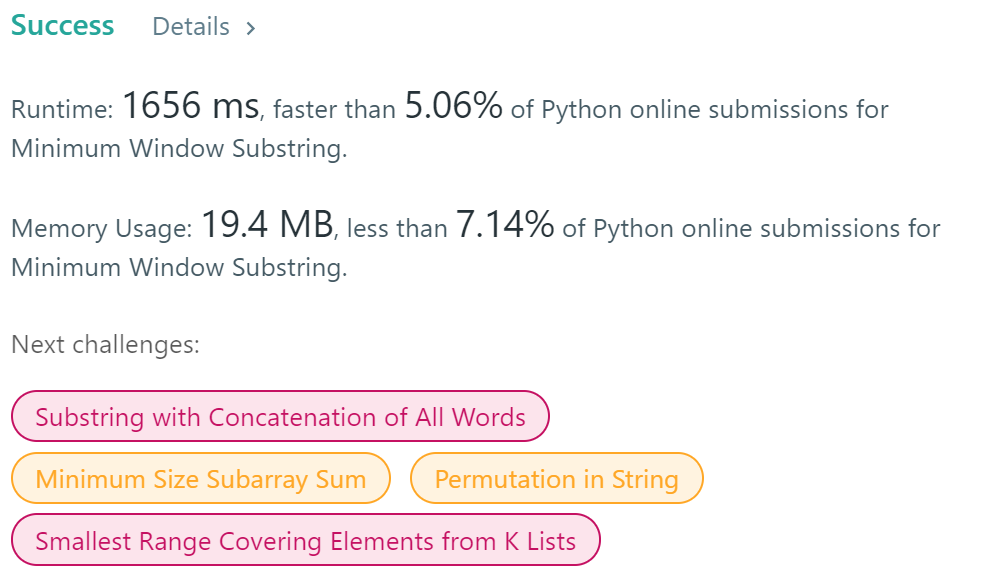 Success Details >
Runtime: 1656 ms, faster than 5.06% of Python online submissions for
Minimum Window Substring.
Memory Usage: 19.4 MB, less than 7.14% of Python online submissions for
Minimum Window Substring.
Next challenges:
Substring with Concatenation of All Words
Minimum Size Subarray Sum Permutation in String
Smallest Range Covering Elements from K Lists